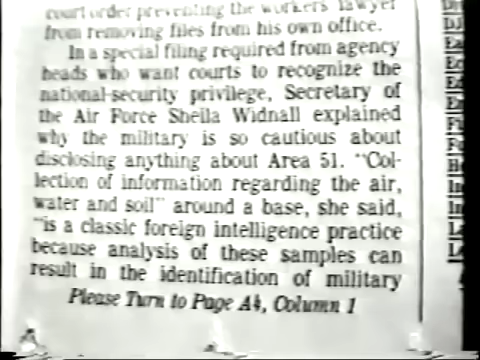 court order preventing the workers' lawyer
from removing files from his own office.
In a special filing required from agency
heads who want courts to recognize the
national-security privilege, Secretary of
the Air Force Sheila Widnall explained
why the military is so cautious about
disclosing anything about Area 51. "Col-
lection of information regarding the air,
water and soil" around a base, she said,
"is a classic foreign intelligence practice
because analysis of these samples can
result in the identification of military
Please Turn to Page A4, Column 1